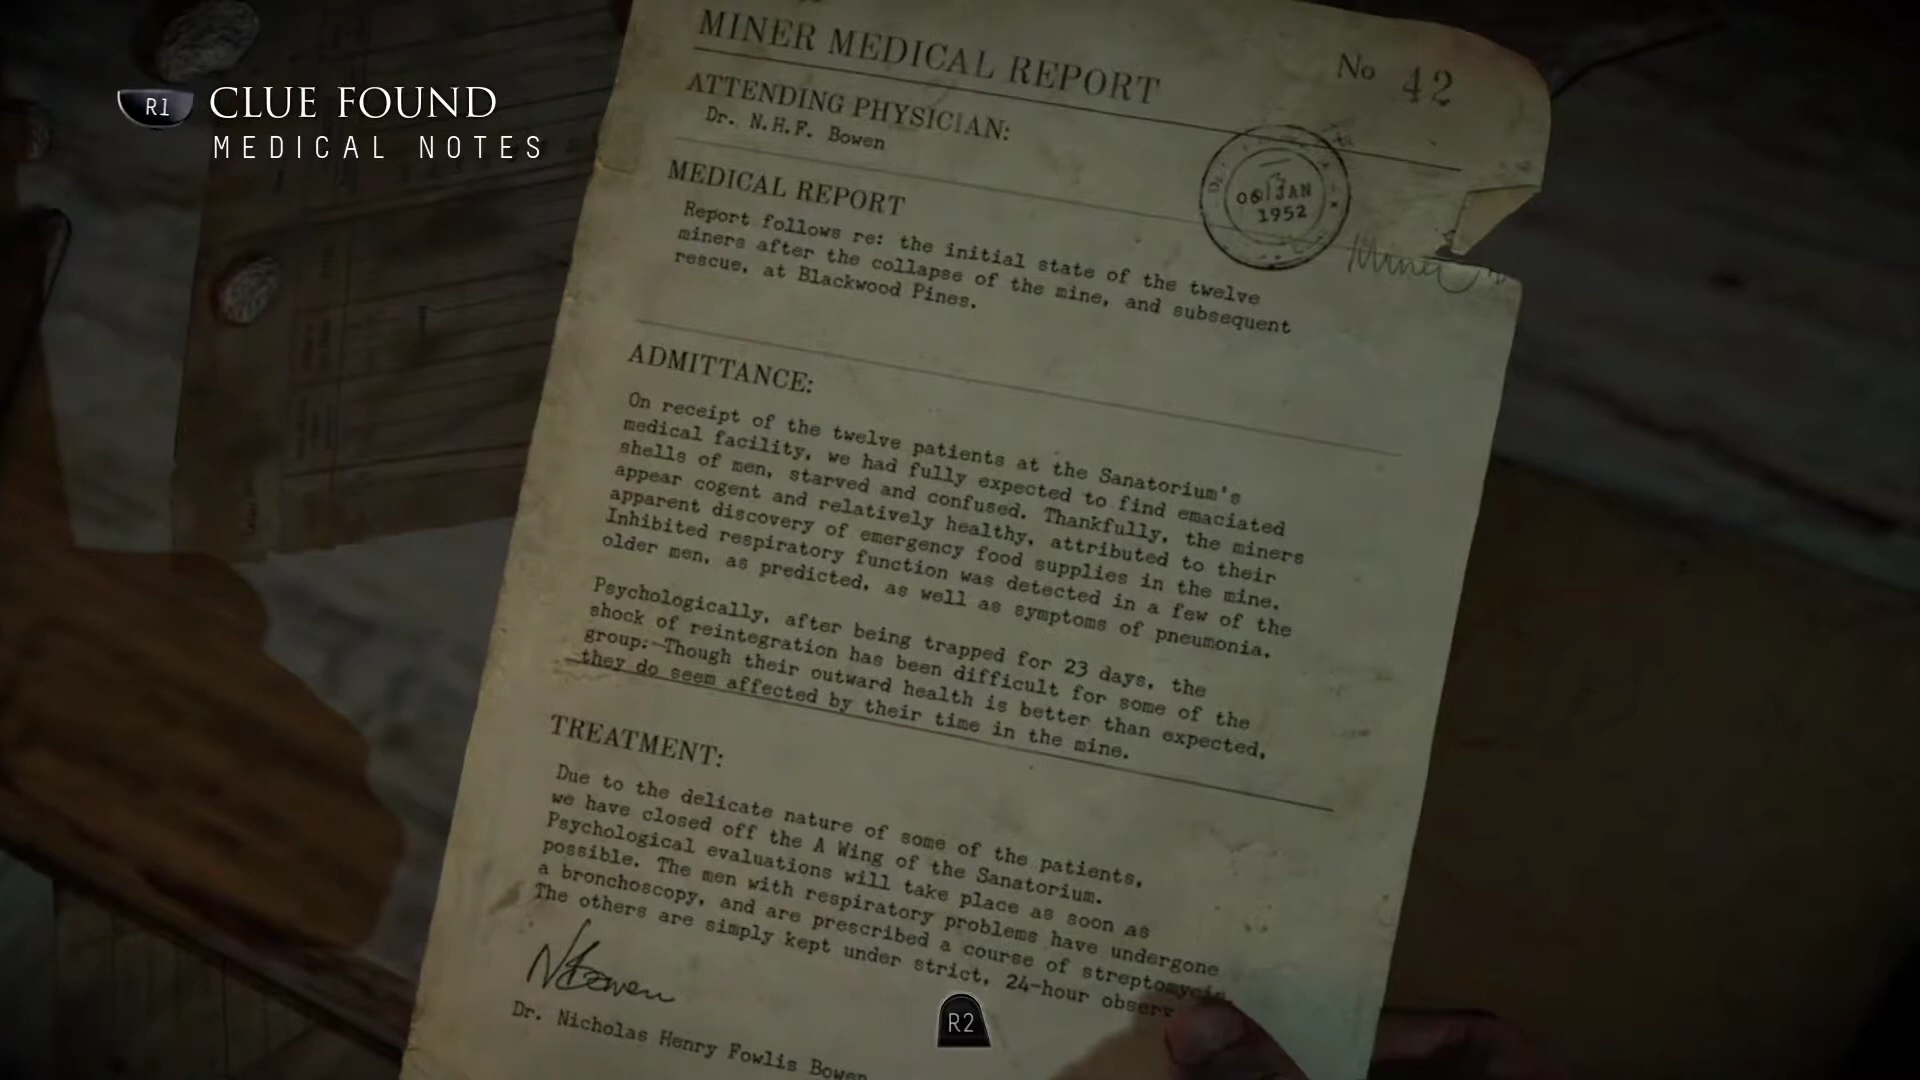 MINER MEDICAL REPORT
No 42
R1 CLUE FOUND
MEDICAL NOTES
ATTENDING PHYSICIAN:
Dr. N.H.F. Bowen
JAN
1952
MEDICAL REPORT
Report follows re: the initial state of the twelve
miners after the collapse of the mine, and subsequent
rescue, at Blackwood Pines.
Miner
ADMITTANCE:
On receipt of the twelve patients at the Sanatorium's
medical facility, we had fully expected to find emaciated
shells of men, starved and confused. Thankfully, the miners
appear cogent and relatively healthy, attributed to their
apparent discovery of emergency food supplies in the mine.
Inhibited respiratory function was detected in a few of the
older men, as predicted, as well as symptoms of pneumonia.
Psychologically, after being trapped for 23 days, the
shock of reintegration has been difficult for some of the
group. Though their outward health is better than expected,
they do seem affected by their time in the mine.
TREATMENT:
Due to the delicate nature of some of the patients,
we have closed off the A Wing of the Sanatorium.
Psychological evaluations will take place as soon as
possible. The men with respiratory problems have undergone
a bronchoscopy, and are prescribed a course of streptomycin.
The others are simply kept under strict, 24-hour observ
NBowen
Dr. Nicholas Henry Fowlis Bowen
R2